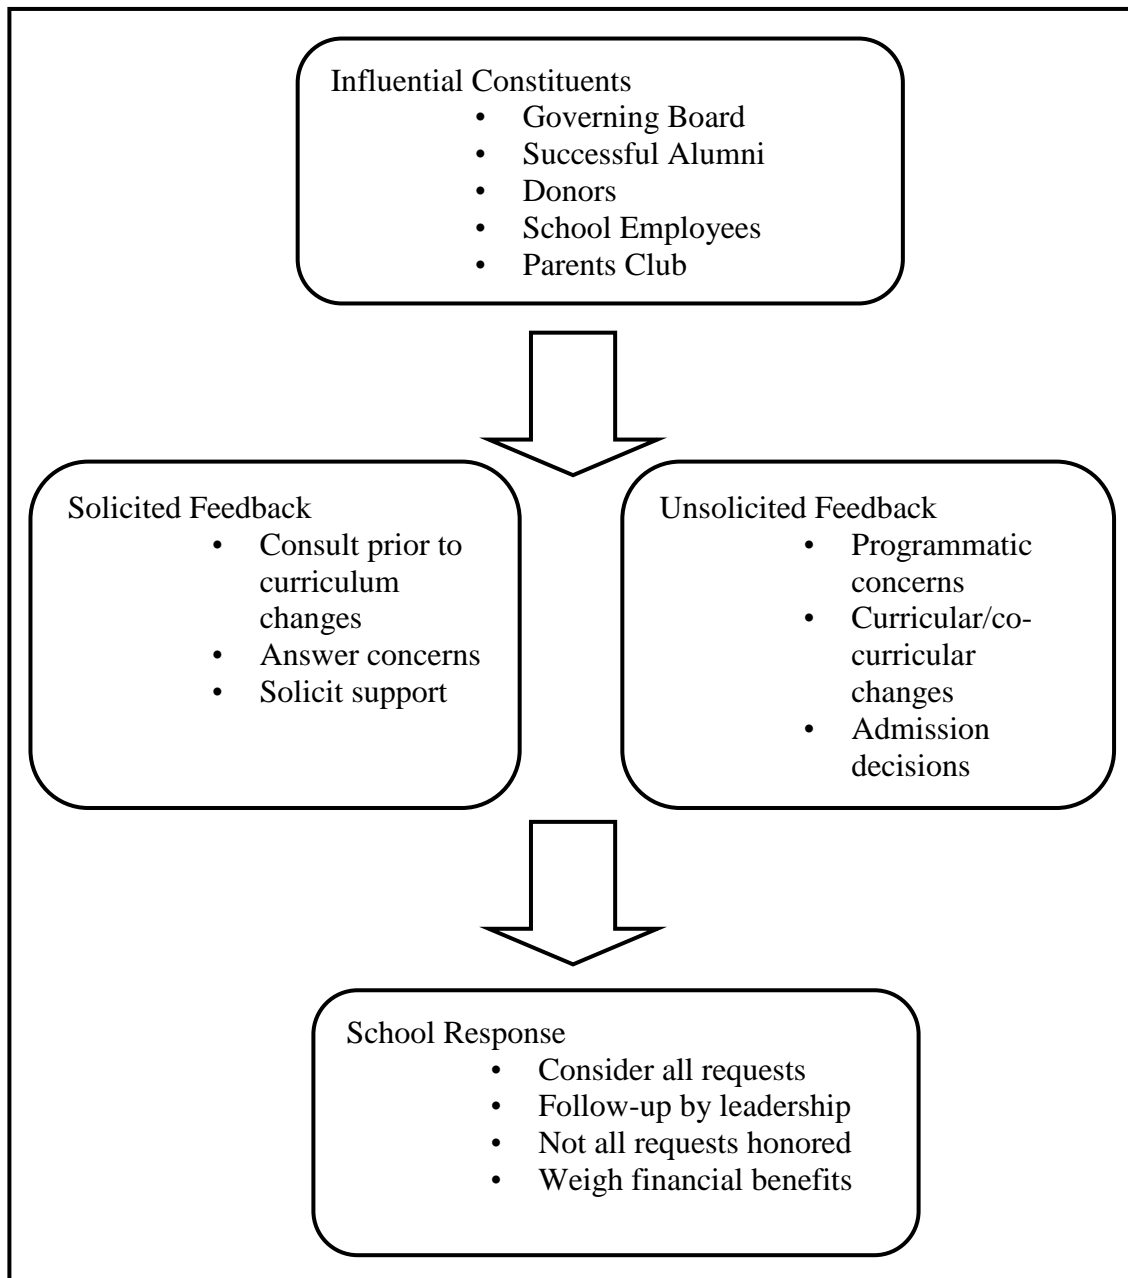 Influential Constituents
• Governing Board
• Successful Alumni
• Donors
• School Employees
• Parents Club
Solicited Feedback
• Consult prior to
curriculum
changes
• Answer concerns
• Solicit support
Unsolicited Feedback
• Programmatic
concerns
• Curricular/co-
curricular
changes
• Admission
decisions
School Response
• Consider all requests
• Follow-up by leadership
• Not all requests honored
• Weigh financial benefits